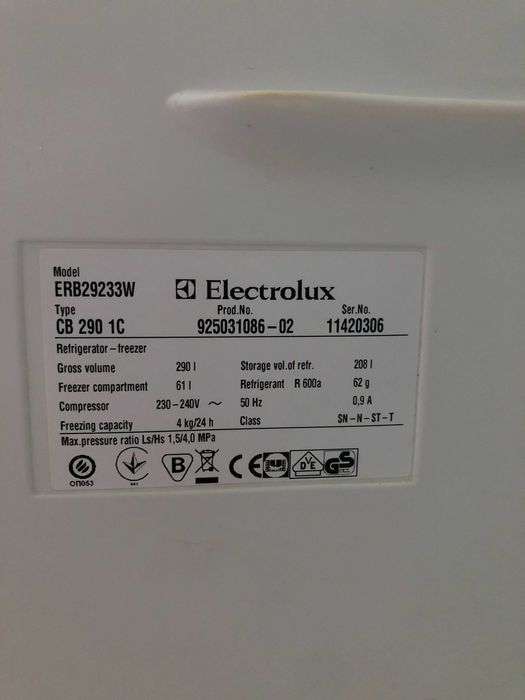 Model
ERB29233W
Electrolux
Type
Prod.No.
Ser.No.
CB 290 1C
925031086-02
11420306
Refrigerator-freezer
Gross volume 290 l Storage vol.of refr. 208 l
Freezer compartment 61 l Refrigerant R 600a 62 g
Compressor 230-240V ~ 50 Hz 0,9 A
Freezing capacity 4 kg/24 h Class SN-N-ST-T
Max.pressure ratio Ls/Hs 1,5/4,0 MPa
B CE DVE GS